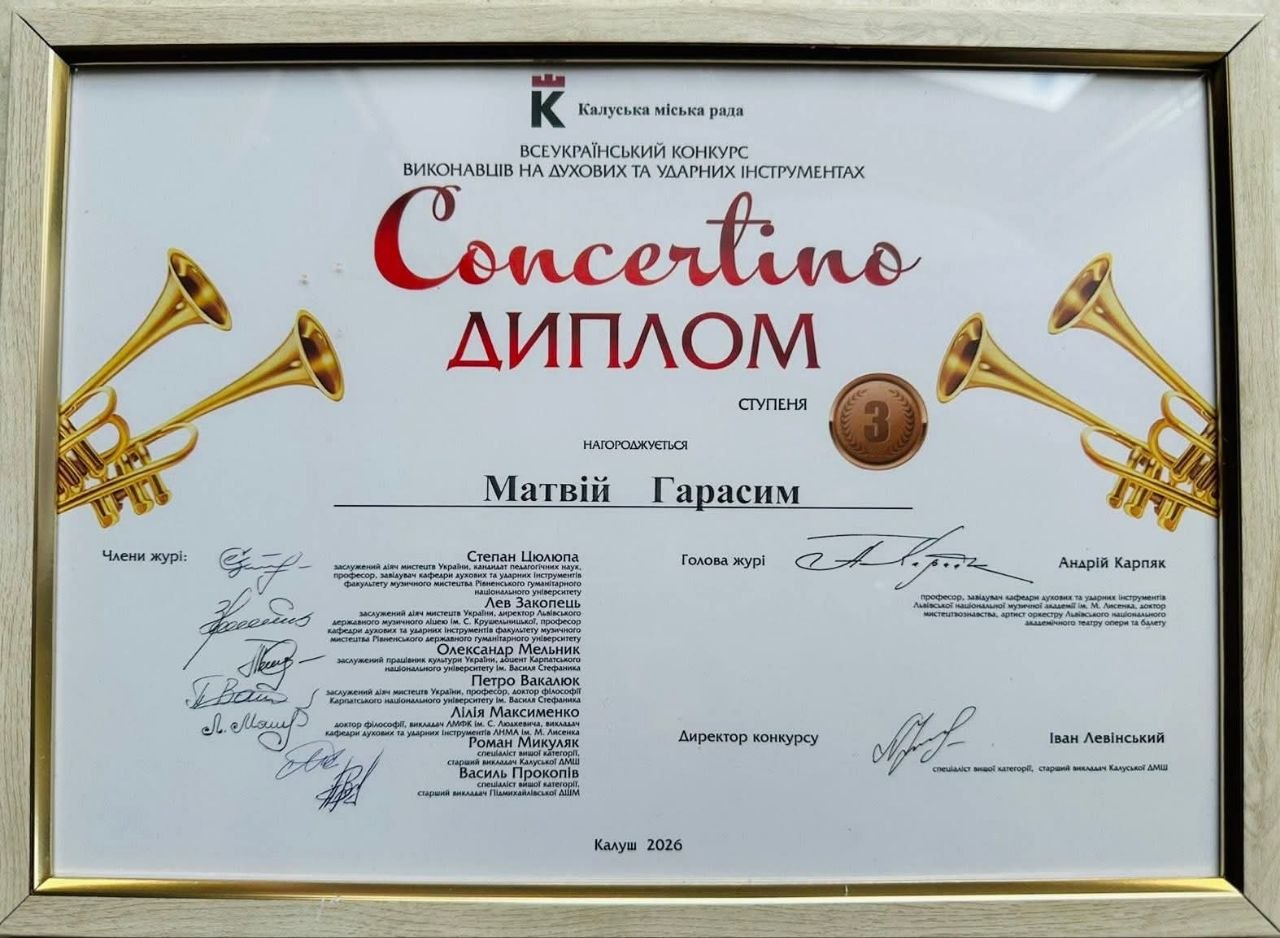 Калуська міська рада
ВСЕУКРАЇНСЬКИЙ КОНКУРС
ВИКОНАВЦІВ НА ДУХОВИХ ТА УДАРНИХ ІНСТРУМЕНТАХ
Concertino
ДИПЛОМ
СТУПЕНЯ 3
НАГОРОДЖУЄТЬСЯ
Матвій Гарасим
Члени журі:
Степан Цюлюпа
заслужений діяч мистецтв України, кандидат педагогічних наук,
професор, завідувач кафедри духових та ударних інструментів
факультету музичного мистецтва Рівненського гуманітарного
національного університету
Лев Закопець
заслужений діяч мистецтв України, директор Львівського
державного музичного ліцею ім. С. Крушельницької, професор
кафедри духових та ударних інструментів факультету музичного
мистецтва Рівненського державного гуманітарного університету
Олександр Мельник
заслужений працівник культури України, доцент Карпатського
національного університету ім. Василя Стефаника
Петро Вакалюк
заслужений діяч мистецтв України, професор, доктор філософії
Карпатського національного університету ім. Василя Стефаника
Лілія Максименко
доктор філософії, викладач ЛМФК ім. С. Людкевича, викладач
кафедри духових та ударних інструментів ЛНМА ім. М. Лисенка
Роман Микуляк
спеціаліст вищої категорії,
старший викладач Калуської ДМШ
Василь Прокопів
спеціаліст вищої категорії,
старший викладач Підмихайлівської ДШМ
Голова журі
Андрій Карпяк
професор, завідувач кафедри духових та ударних інструментів
Львівської національної музичної академії ім. М. Лисенка, доктор
мистецтвознавства, артист оркестру Львівського національного
академічного театру опери та балету
Директор конкурсу
Іван Левінський
спеціаліст вищої категорії, старший викладач Калуської ДМШ
Калуш 2026